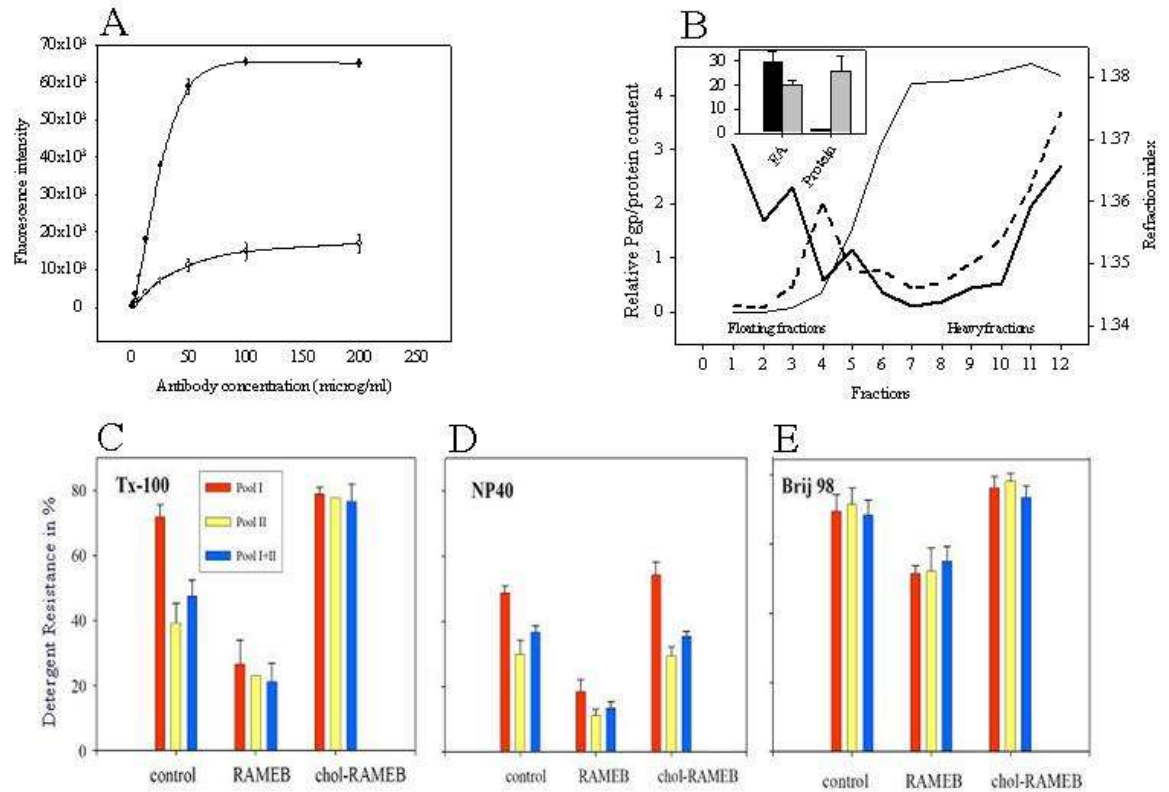 A
70x10³
60x10³
50x10³
40x10³
30x10³
20x10³
10x10³
0
Fluorescence intensity
0 50 100 150 200 250
Antibody concentration (microg/ml)
B
30
20
10
0
RA
Protein
4
3
2
1
0
Relative Pgp/protein content
1.38
1.37
1.36
1.35
1.34
Refraction index
Floating fractions
Heavy fractions
0 1 2 3 4 5 6 7 8 9 10 11 12
Fractions
C
Tx-100
Pool I
Pool II
Pool I+II
80
60
40
20
0
Detergent Resistance in %
control RAMEB chol-RAMEB
D
NP40
control RAMEB chol-RAMEB
E
Brij 98
control RAMEB chol-RAMEB